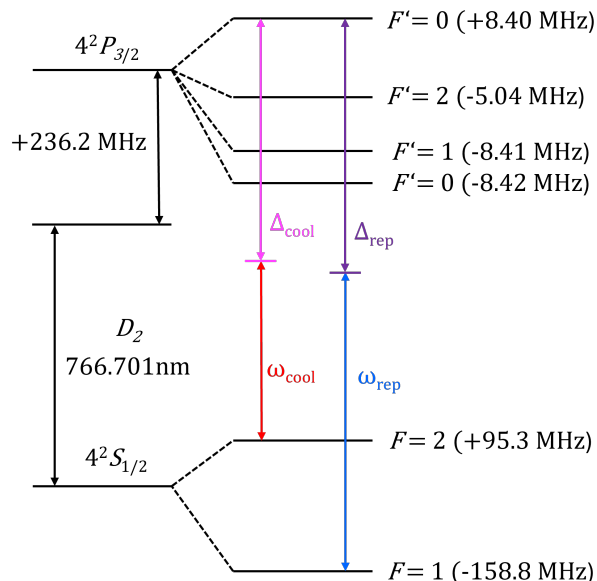 4²P₃/₂
F‘= 0 (+8.40 MHz)
F‘= 2 (-5.04 MHz)
+236.2 MHz
F‘= 1 (-8.41 MHz)
F‘= 0 (-8.42 MHz)
Δcool
Δrep
D₂
766.701nm
ωcool
ωrep
F = 2 (+95.3 MHz)
4²S₁/₂
F = 1 (-158.8 MHz)